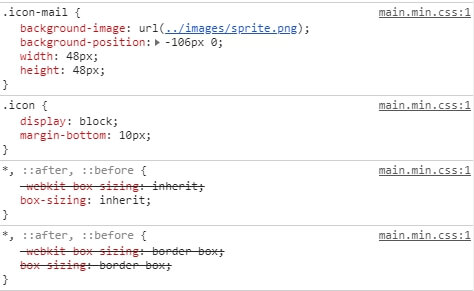 .icon-mail { main.min.css:1
background-image: url(../images/sprite.png);
background-position:▶ -106px 0;
width: 48px;
height: 48px;
}
.icon { main.min.css:1
display: block;
margin-bottom: 10px;
}
*, ::after, ::before { main.min.css:1
-webkit-box-sizing: inherit;
box-sizing: inherit;
}
*, ::after, ::before { main.min.css:1
-webkit-box-sizing: border-box;
box-sizing: border-box;
}